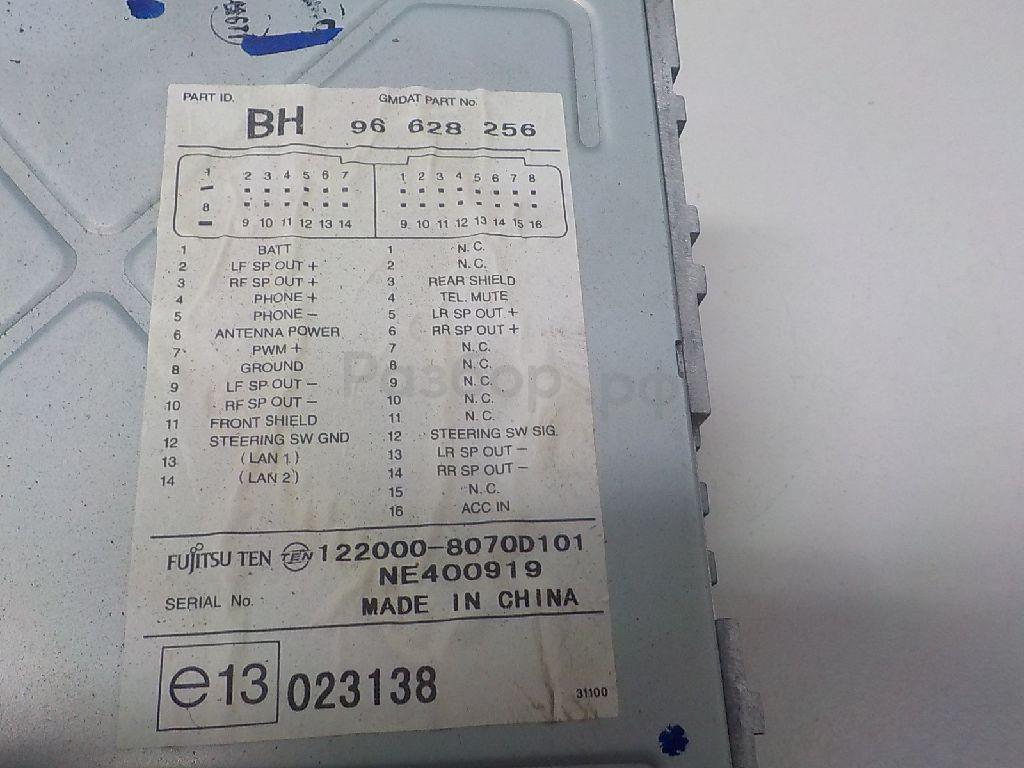 PART ID. GMDAT PART No.
BH 96 628 256
1 2 3 4 5 6 7 1 2 3 4 5 6 7 8
8 9 10 11 12 13 14 9 10 11 12 13 14 15 16
1 BATT 1 N.C.
2 LF SP OUT + 2 N.C.
3 RF SP OUT + 3 REAR SHIELD
4 PHONE + 4 TEL. MUTE
5 PHONE − 5 LR SP OUT +
6 ANTENNA POWER 6 RR SP OUT +
7 PWM + 7 N.C.
8 GROUND 8 N.C.
9 LF SP OUT − 9 N.C.
10 RF SP OUT − 10 N.C.
11 FRONT SHIELD 11 N.C.
12 STEERING SW GND 12 STEERING SW SIG.
13 (LAN 1) 13 LR SP OUT −
14 (LAN 2) 14 RR SP OUT −
15 N.C.
16 ACC IN
Разбор.рф
FUJITSU TEN TEN 122000-8070D101
NE400919
SERIAL No. MADE IN CHINA
e13 023138
31100